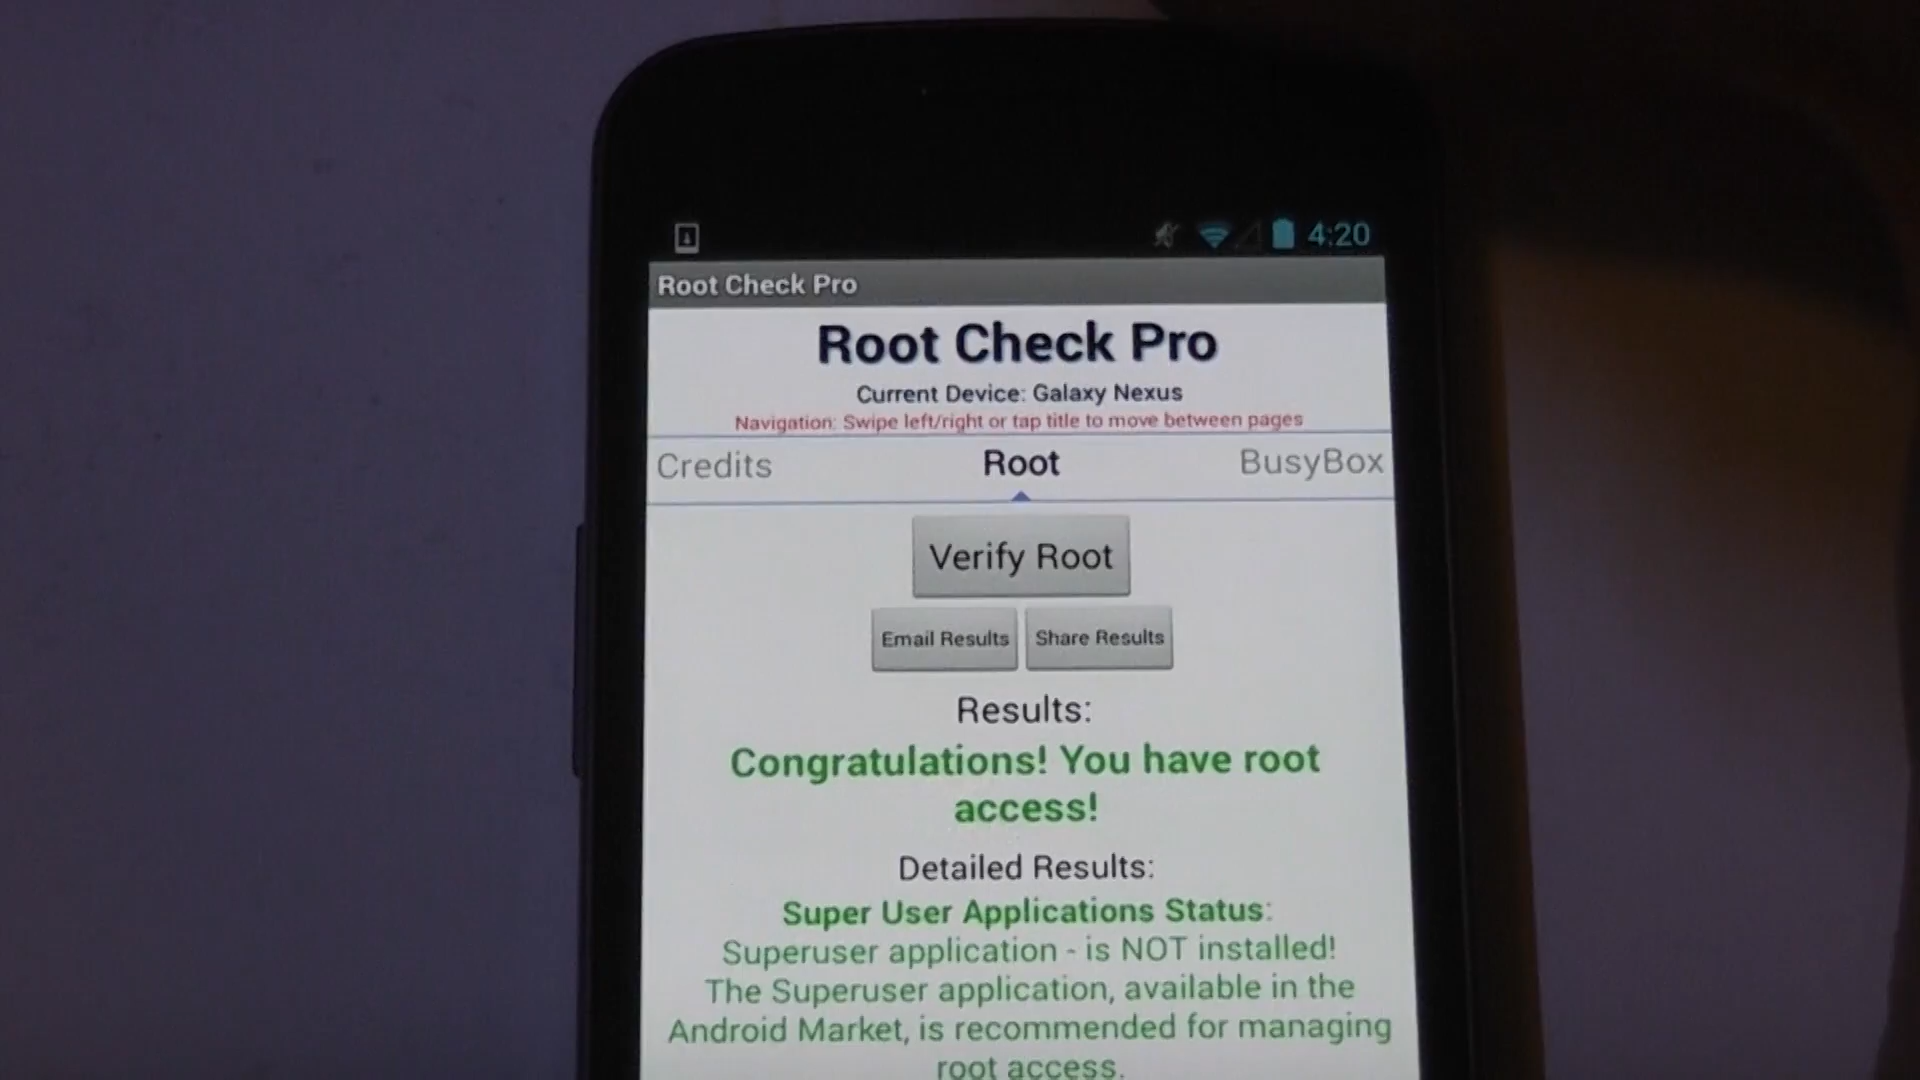 4:20
Root Check Pro
Root Check Pro
Current Device: Galaxy Nexus
Navigation: Swipe left/right or tap title to move between pages
Credits Root BusyBox
Verify Root
Email Results Share Results
Results:
Congratulations! You have root
access!
Detailed Results:
Super User Applications Status:
Superuser application - is NOT installed!
The Superuser application, available in the
Android Market, is recommended for managing
root access.